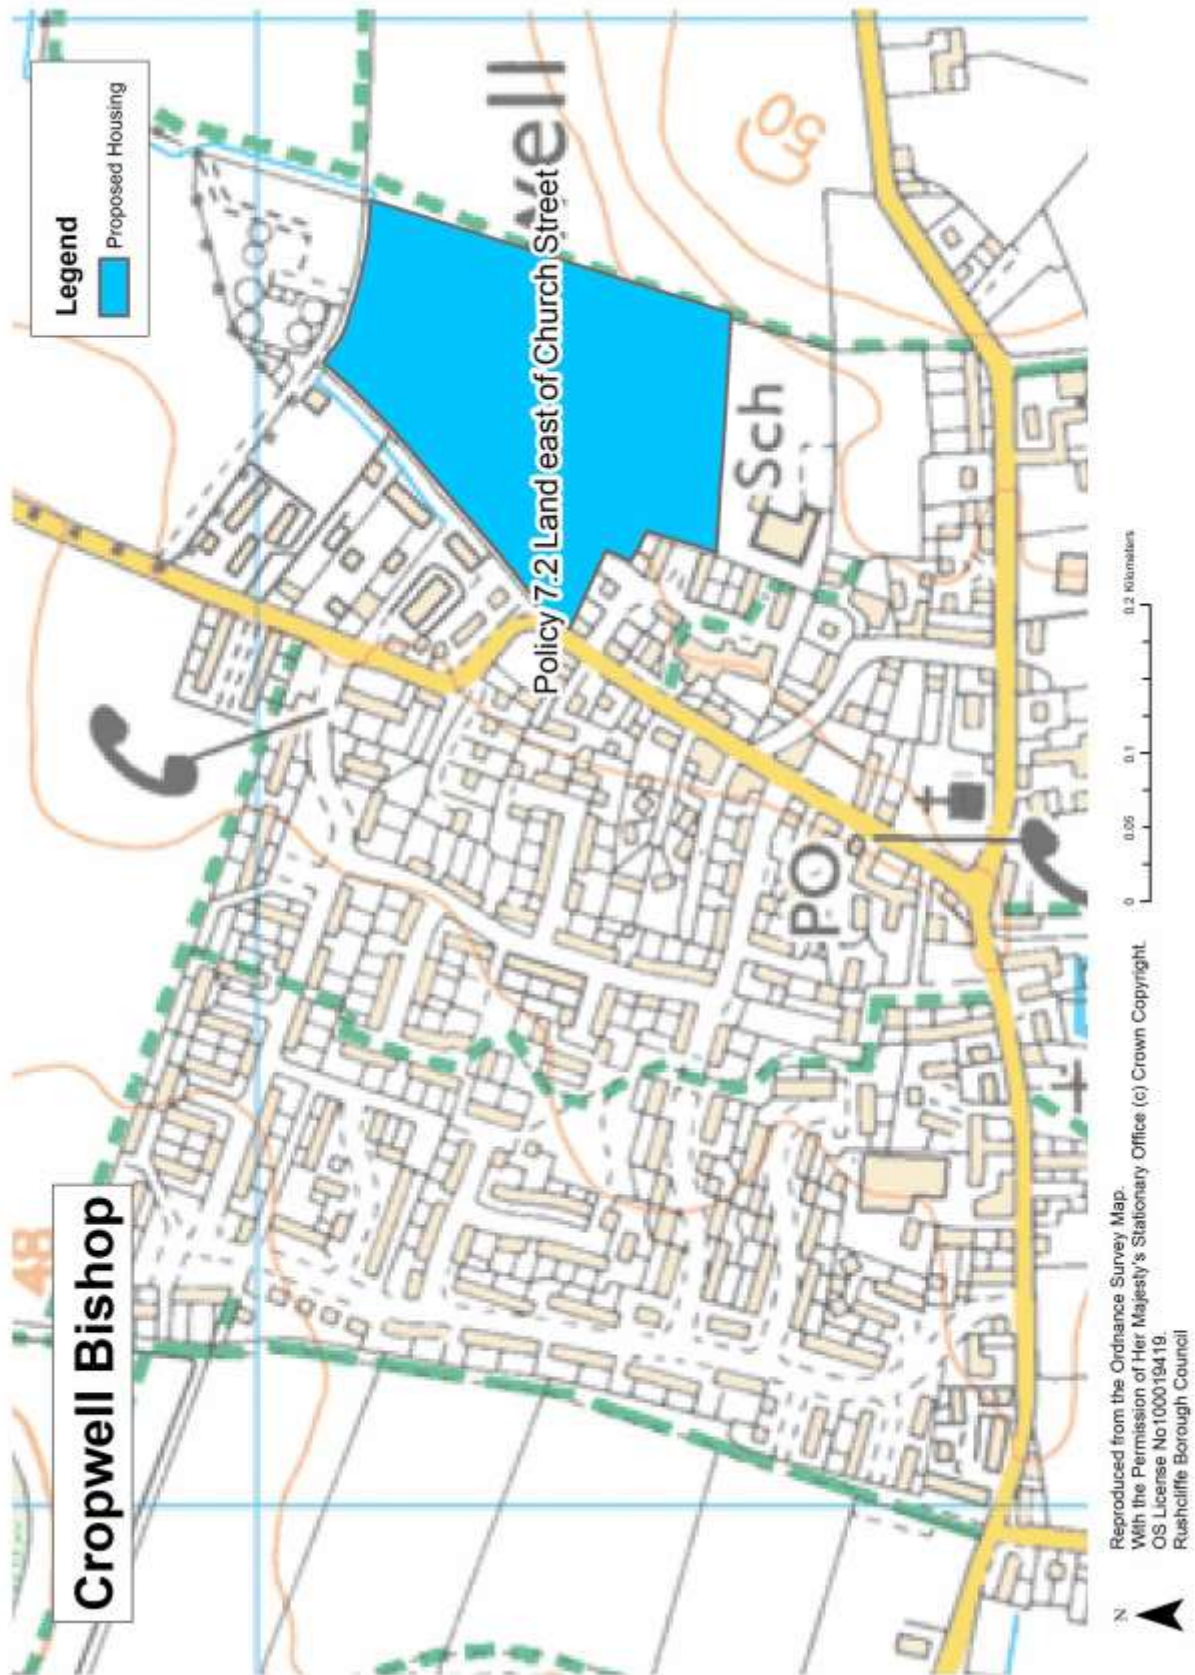 Cropwell Bishop
Legend
Proposed Housing
48
50
well
Policy 7.2 Land east of Church Street
Sch
PO
N
Reproduced from the Ordnance Survey Map.
With the Permission of Her Majesty's Stationary Office (c) Crown Copyright.
OS License No100019419.
Rushcliffe Borough Council
0 0.05 0.1 0.2 Kilometers